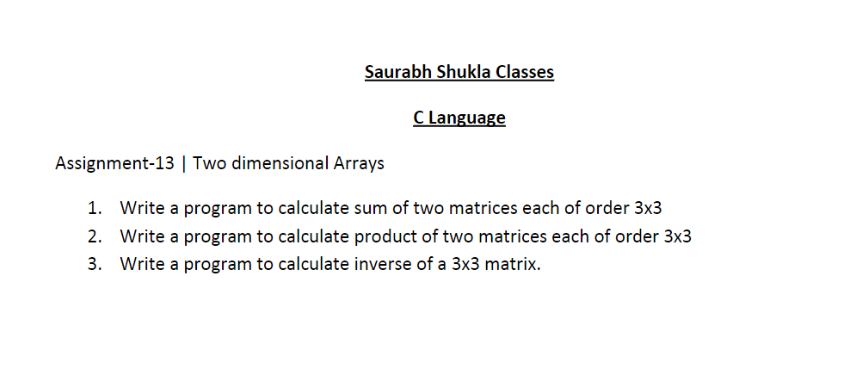 Saurabh Shukla Classes
C Language
Assignment-13 | Two dimensional Arrays
1. Write a program to calculate sum of two matrices each of order 3x3
2. Write a program to calculate product of two matrices each of order 3x3
3. Write a program to calculate inverse of a 3x3 matrix.